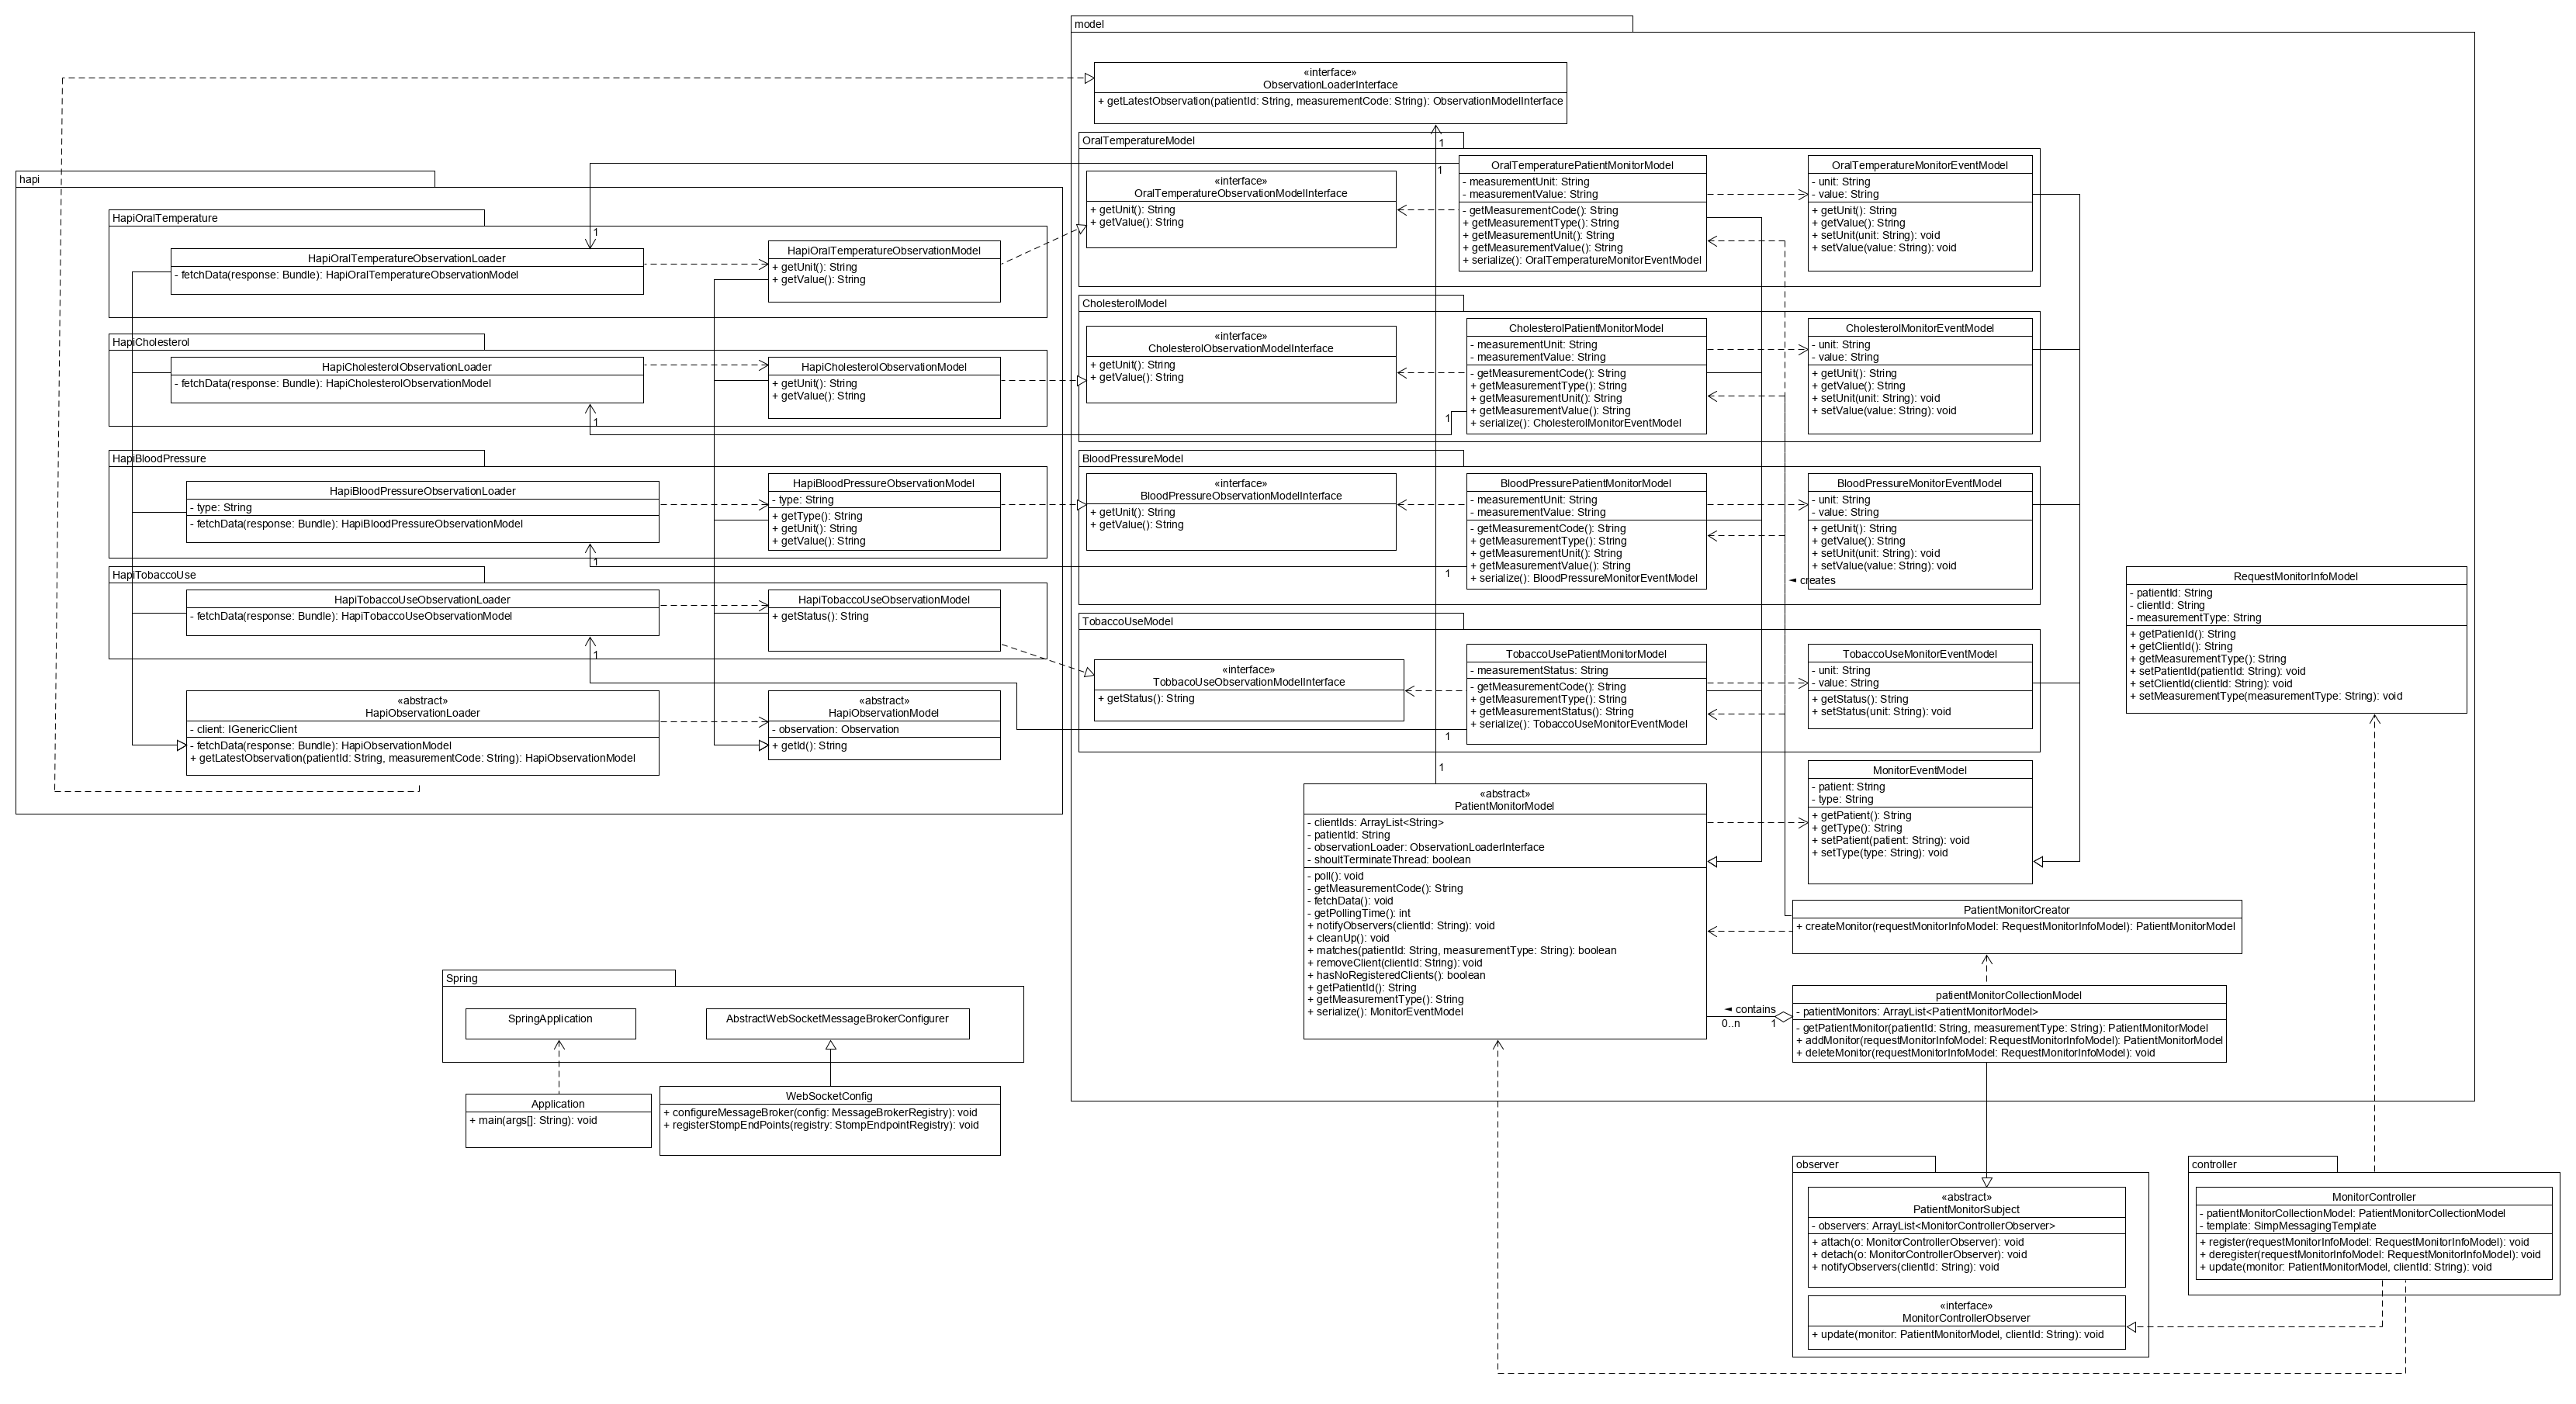 model
«interface»
ObservationLoaderInterface
+ getLatestObservation(patientId: String, measurementCode: String): ObservationModelInterface
1
OralTemperatureModel
«interface»
OralTemperatureObservationModelInterface
+ getUnit(): String
+ getValue(): String
1
OralTemperaturePatientMonitorModel
- measurementUnit: String
- measurementValue: String
- getMeasurementCode(): String
+ getMeasurementType(): String
+ getMeasurementUnit(): String
+ getMeasurementValue(): String
+ serialize(): OralTemperatureMonitorEventModel
OralTemperatureMonitorEventModel
- unit: String
- value: String
+ getUnit(): String
+ getValue(): String
+ setUnit(unit: String): void
+ setValue(value: String): void
hapi
HapiOralTemperature
1
HapiOralTemperatureObservationLoader
- fetchData(response: Bundle): HapiOralTemperatureObservationModel
HapiOralTemperatureObservationModel
+ getUnit(): String
+ getValue(): String
CholesterolModel
«interface»
CholesterolObservationModelInterface
+ getUnit(): String
+ getValue(): String
CholesterolPatientMonitorModel
- measurementUnit: String
- measurementValue: String
- getMeasurementCode(): String
+ getMeasurementType(): String
+ getMeasurementUnit(): String
+ getMeasurementValue(): String
+ serialize(): CholesterolMonitorEventModel
1
CholesterolMonitorEventModel
- unit: String
- value: String
+ getUnit(): String
+ getValue(): String
+ setUnit(unit: String): void
+ setValue(value: String): void
HapiCholesterol
HapiCholesterolObservationLoader
- fetchData(response: Bundle): HapiCholesterolObservationModel
1
HapiCholesterolObservationModel
+ getUnit(): String
+ getValue(): String
BloodPressureModel
«interface»
BloodPressureObservationModelInterface
+ getUnit(): String
+ getValue(): String
BloodPressurePatientMonitorModel
- measurementUnit: String
- measurementValue: String
- getMeasurementCode(): String
+ getMeasurementType(): String
+ getMeasurementUnit(): String
+ getMeasurementValue(): String
+ serialize(): BloodPressureMonitorEventModel
1
BloodPressureMonitorEventModel
- unit: String
- value: String
+ getUnit(): String
+ getValue(): String
+ setUnit(unit: String): void
+ setValue(value: String): void
◄ creates
HapiBloodPressure
HapiBloodPressureObservationLoader
- type: String
- fetchData(response: Bundle): HapiBloodPressureObservationModel
1
HapiBloodPressureObservationModel
- type: String
+ getType(): String
+ getUnit(): String
+ getValue(): String
HapiTobaccoUse
HapiTobaccoUseObservationLoader
- fetchData(response: Bundle): HapiTobaccoUseObservationModel
1
HapiTobaccoUseObservationModel
+ getStatus(): String
TobaccoUseModel
«interface»
TobbacoUseObservationModelInterface
+ getStatus(): String
TobaccoUsePatientMonitorModel
- measurementStatus: String
- getMeasurementCode(): String
+ getMeasurementType(): String
+ getMeasurementStatus(): String
+ serialize(): TobaccoUseMonitorEventModel
1
TobaccoUseMonitorEventModel
- unit: String
- value: String
+ getStatus(): String
+ setStatus(unit: String): void
RequestMonitorInfoModel
- patientId: String
- clientId: String
- measurementType: String
+ getPatienId(): String
+ getClientId(): String
+ getMeasurementType(): String
+ setPatientId(patientId: String): void
+ setClientId(clientId: String): void
+ setMeasurementType(measurementType: String): void
«abstract»
HapiObservationLoader
- client: IGenericClient
- fetchData(response: Bundle): HapiObservationModel
+ getLatestObservation(patientId: String, measurementCode: String): HapiObservationModel
«abstract»
HapiObservationModel
- observation: Observation
+ getId(): String
1
«abstract»
PatientMonitorModel
- clientIds: ArrayList<String>
- patientId: String
- observationLoader: ObservationLoaderInterface
- shoultTerminateThread: boolean
- poll(): void
- getMeasurementCode(): String
- fetchData(): void
- getPollingTime(): int
+ notifyObservers(clientId: String): void
+ cleanUp(): void
+ matches(patientId: String, measurementType: String): boolean
+ removeClient(clientId: String): void
+ hasNoRegisteredClients(): boolean
+ getPatientId(): String
+ getMeasurementType(): String
+ serialize(): MonitorEventModel
MonitorEventModel
- patient: String
- type: String
+ getPatient(): String
+ getType(): String
+ setPatient(patient: String): void
+ setType(type: String): void
PatientMonitorCreator
+ createMonitor(requestMonitorInfoModel: RequestMonitorInfoModel): PatientMonitorModel
◄ contains
0..n
1
patientMonitorCollectionModel
- patientMonitors: ArrayList<PatientMonitorModel>
- getPatientMonitor(patientId: String, measurementType: String): PatientMonitorModel
+ addMonitor(requestMonitorInfoModel: RequestMonitorInfoModel): PatientMonitorModel
+ deleteMonitor(requestMonitorInfoModel: RequestMonitorInfoModel): void
Spring
SpringApplication
AbstractWebSocketMessageBrokerConfigurer
Application
+ main(args[]: String): void
WebSocketConfig
+ configureMessageBroker(config: MessageBrokerRegistry): void
+ registerStompEndPoints(registry: StompEndpointRegistry): void
observer
«abstract»
PatientMonitorSubject
- observers: ArrayList<MonitorControllerObserver>
+ attach(o: MonitorControllerObserver): void
+ detach(o: MonitorControllerObserver): void
+ notifyObservers(clientId: String): void
«interface»
MonitorControllerObserver
+ update(monitor: PatientMonitorModel, clientId: String): void
controller
MonitorController
- patientMonitorCollectionModel: PatientMonitorCollectionModel
- template: SimpMessagingTemplate
+ register(requestMonitorInfoModel: RequestMonitorInfoModel): void
+ deregister(requestMonitorInfoModel: RequestMonitorInfoModel): void
+ update(monitor: PatientMonitorModel, clientId: String): void